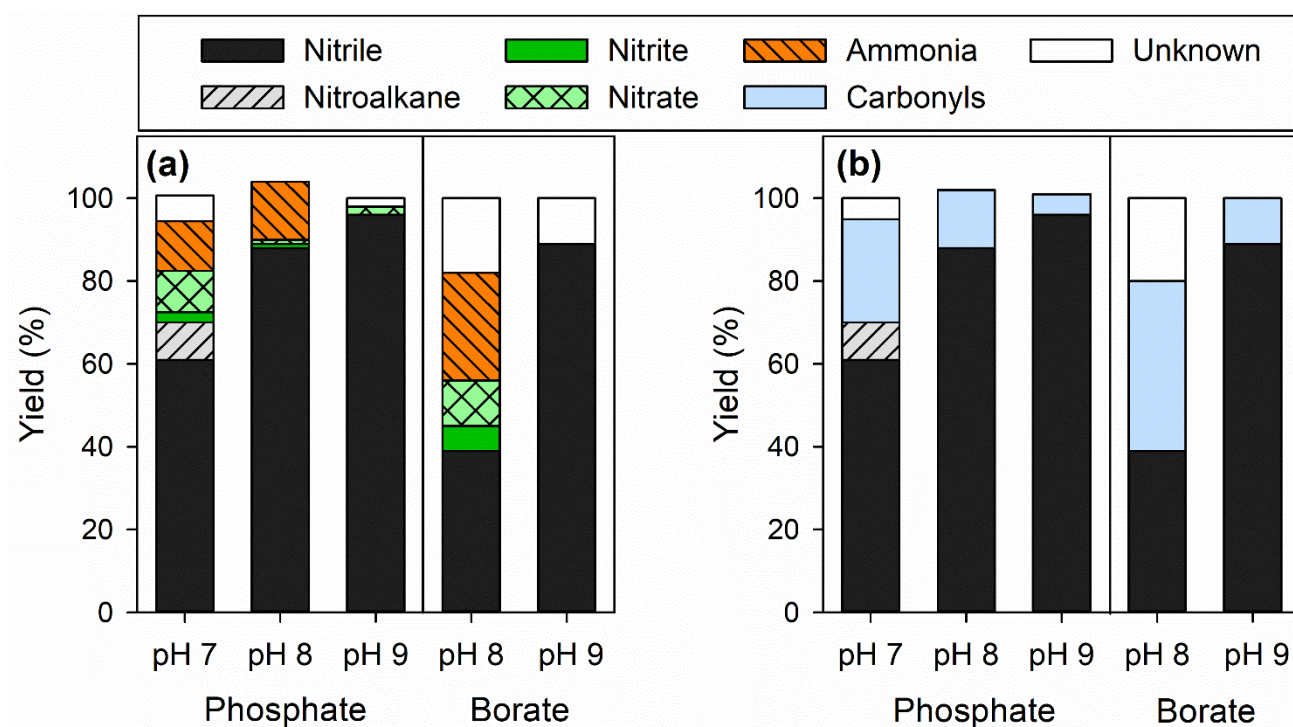 Nitrile Nitrite Ammonia Unknown
Nitroalkane Nitrate Carbonyls
(a)
Yield (%)
100
80
60
40
20
0
pH 7 pH 8 pH 9 pH 8 pH 9
Phosphate Borate
(b)
Yield (%)
100
80
60
40
20
0
pH 7 pH 8 pH 9 pH 8 pH 9
Phosphate Borate